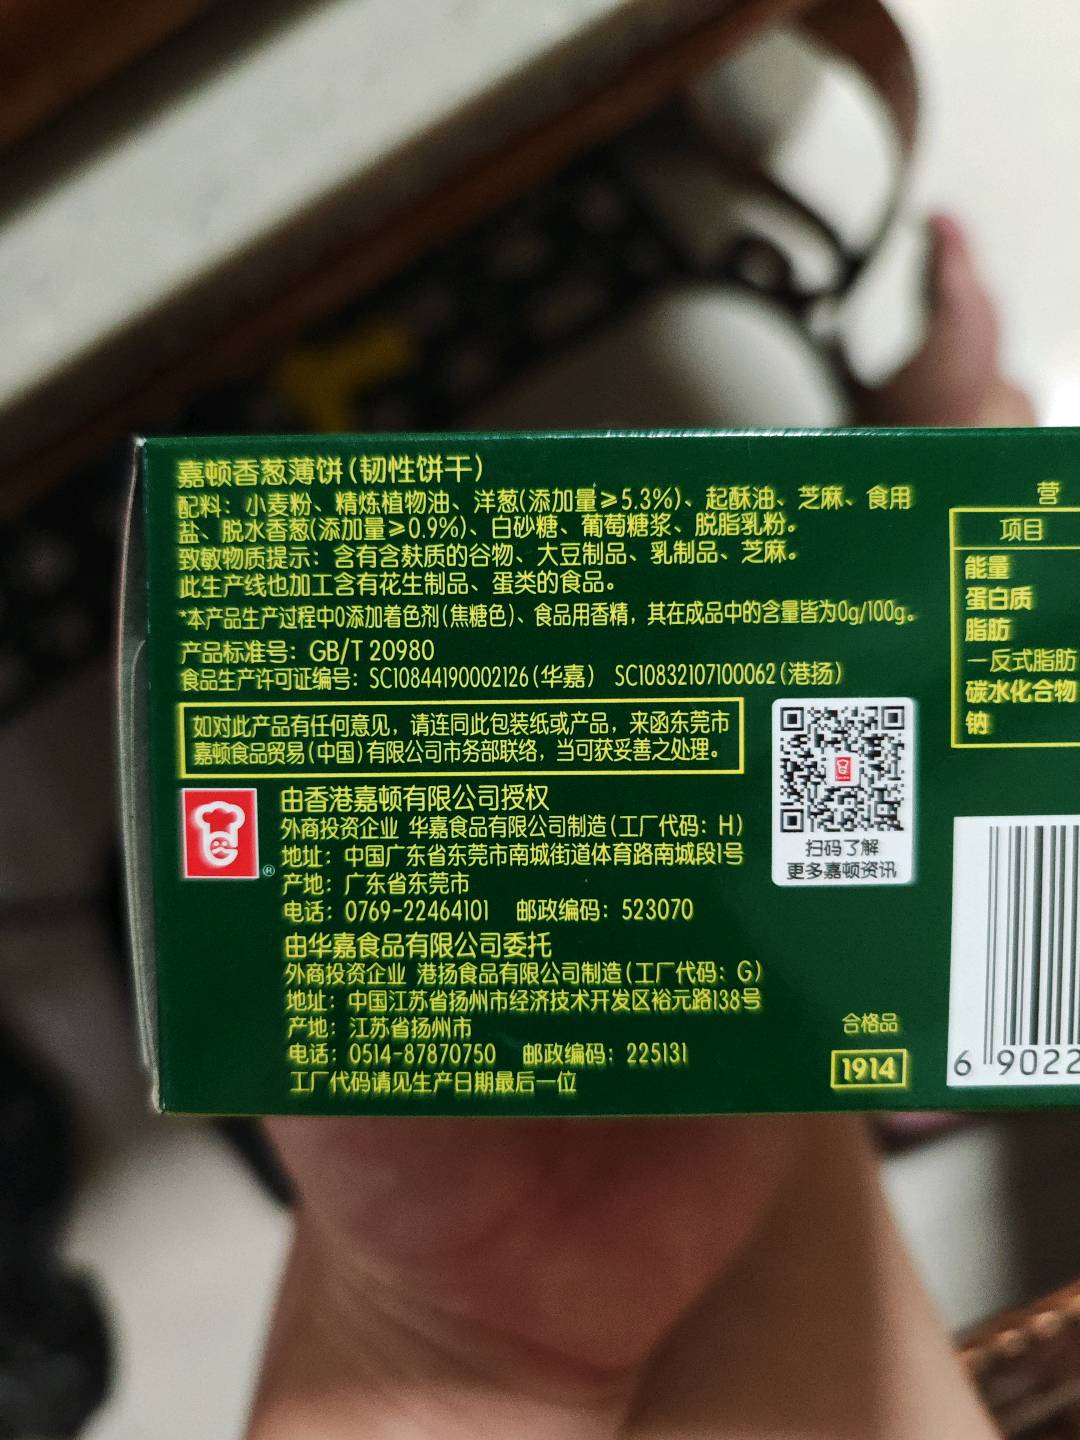 嘉顿香葱薄饼(韧性饼干)
配料：小麦粉、精炼植物油、洋葱(添加量≥5.3%)、起酥油、芝麻、食用
盐、脱水香葱(添加量≥0.9%)、白砂糖、葡萄糖浆、脱脂乳粉。
致敏物质提示：含有含麸质的谷物、大豆制品、乳制品、芝麻。
此生产线也加工含有花生制品、蛋类的食品。
*本产品生产过程中0添加着色剂(焦糖色)、食品用香精，其在成品中的含量皆为0g/100g。
产品标准号：GB/T 20980
食品生产许可证编号：SC10844190002126(华嘉) SC10832107100062(港扬)
如对此产品有任何意见，请连同此包装纸或产品，来函东莞市
嘉顿食品贸易(中国)有限公司市务部联络，当可获妥善之处理。
由香港嘉顿有限公司授权
外商投资企业 华嘉食品有限公司制造(工厂代码：H)
地址：中国广东省东莞市南城街道体育路南城段1号
产地：广东省东莞市
电话：0769-22464101 邮政编码：523070
由华嘉食品有限公司委托
外商投资企业 港扬食品有限公司制造(工厂代码：G)
地址：中国江苏省扬州市经济技术开发区裕元路138号
产地：江苏省扬州市
电话：0514-87870750 邮政编码：225131
工厂代码请见生产日期最后一位
®
扫码了解
更多嘉顿资讯
合格品
1914
营
项目
能量
蛋白质
脂肪
—反式脂肪
碳水化合物
钠
6 9022